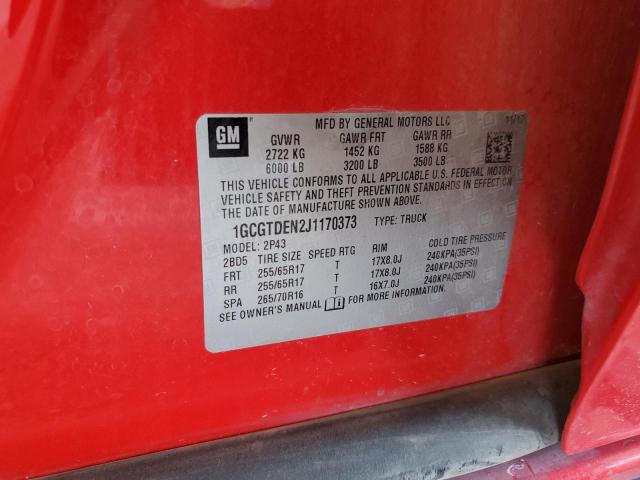 GM
MFD BY GENERAL MOTORS LLC 11/17
GVWR GAWR FRT GAWR RR
2722 KG 1452 KG 1588 KG
6000 LB 3200 LB 3500 LB
THIS VEHICLE CONFORMS TO ALL APPLICABLE U.S. FEDERAL MOTOR
VEHICLE SAFETY AND THEFT PREVENTION STANDARDS IN EFFECT ON
THE DATE OF MANUFACTURE SHOWN ABOVE.
1GCGTDEN2J1170373 TYPE: TRUCK
MODEL: 2P43
2BD5 TIRE SIZE SPEED RTG RIM COLD TIRE PRESSURE
FRT 255/65R17 T 17X8.0J 240KPA(35PSI)
RR 255/65R17 T 17X8.0J 240KPA(35PSI)
SPA 265/70R16 T 16X7.0J 240KPA(35PSI)
SEE OWNER'S MANUAL FOR MORE INFORMATION.